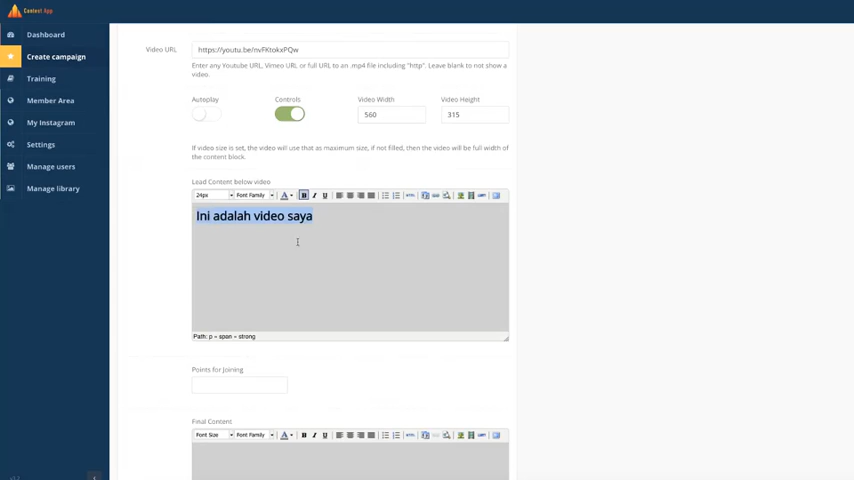 Contest App
Dashboard
Create campaign
Training
Member Area
My Instagram
Settings
Manage users
Manage library
Video URL
https://youtu.be/nvFKtokxPQw
Enter any Youtube URL, Vimeo URL or full URL to an .mp4 file including "http". Leave blank to not show a
video.
Autoplay Controls Video Width Video Height
560 315
If video size is set, the video will use that as maximum size, if not filled, then the video will be full width of
the content block.
Lead Content below video
24px Font Family A B I U HTML
Ini adalah video saya
Path: p » span » strong
Points for Joining
Final Content
Font Size Font Family A B I U HTML